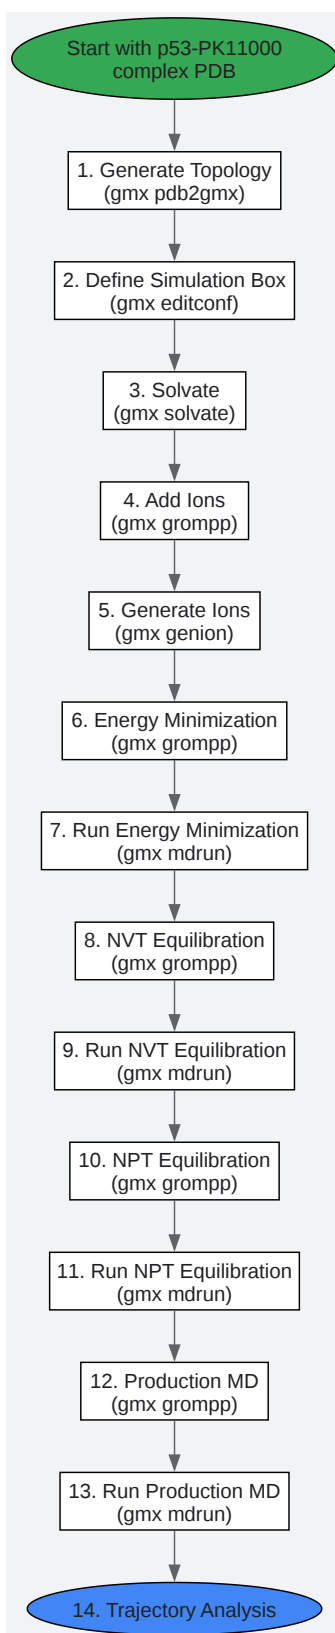 Start with p53-PK11000
complex PDB
1. Generate Topology
(gmx pdb2gmx)
2. Define Simulation Box
(gmx editconf)
3. Solvate
(gmx solvate)
4. Add Ions
(gmx grompp)
5. Generate Ions
(gmx genion)
6. Energy Minimization
(gmx grompp)
7. Run Energy Minimization
(gmx mdrun)
8. NVT Equilibration
(gmx grompp)
9. Run NVT Equilibration
(gmx mdrun)
10. NPT Equilibration
(gmx grompp)
11. Run NPT Equilibration
(gmx mdrun)
12. Production MD
(gmx grompp)
13. Run Production MD
(gmx mdrun)
14. Trajectory Analysis